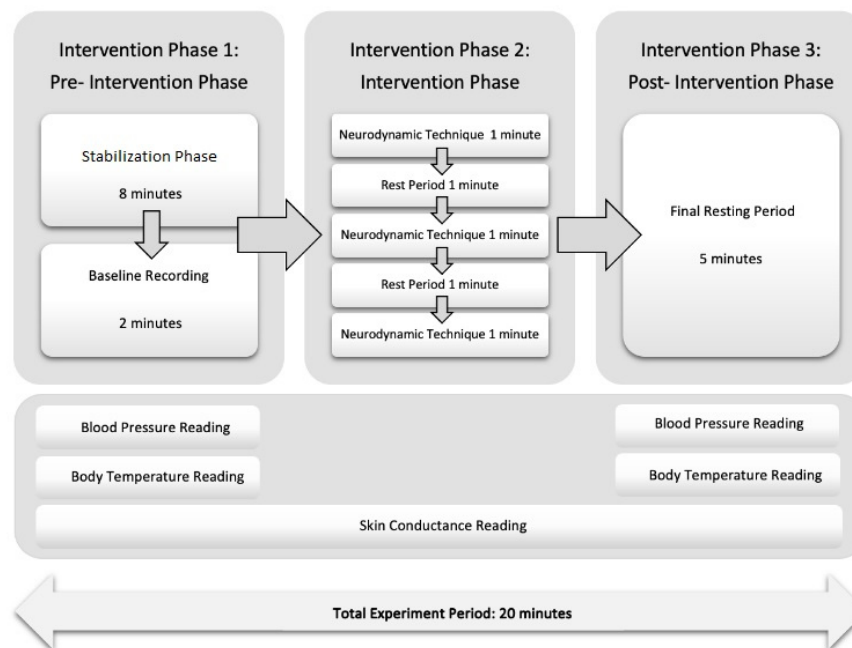 Intervention Phase 1:
Pre- Intervention Phase
Stabilization Phase
8 minutes
Baseline Recording
2 minutes
Intervention Phase 2:
Intervention Phase
Neurodynamic Technique 1 minute
Rest Period 1 minute
Neurodynamic Technique 1 minute
Rest Period 1 minute
Neurodynamic Technique 1 minute
Intervention Phase 3:
Post- Intervention Phase
Final Resting Period
5 minutes
Blood Pressure Reading
Body Temperature Reading
Blood Pressure Reading
Body Temperature Reading
Skin Conductance Reading
Total Experiment Period: 20 minutes